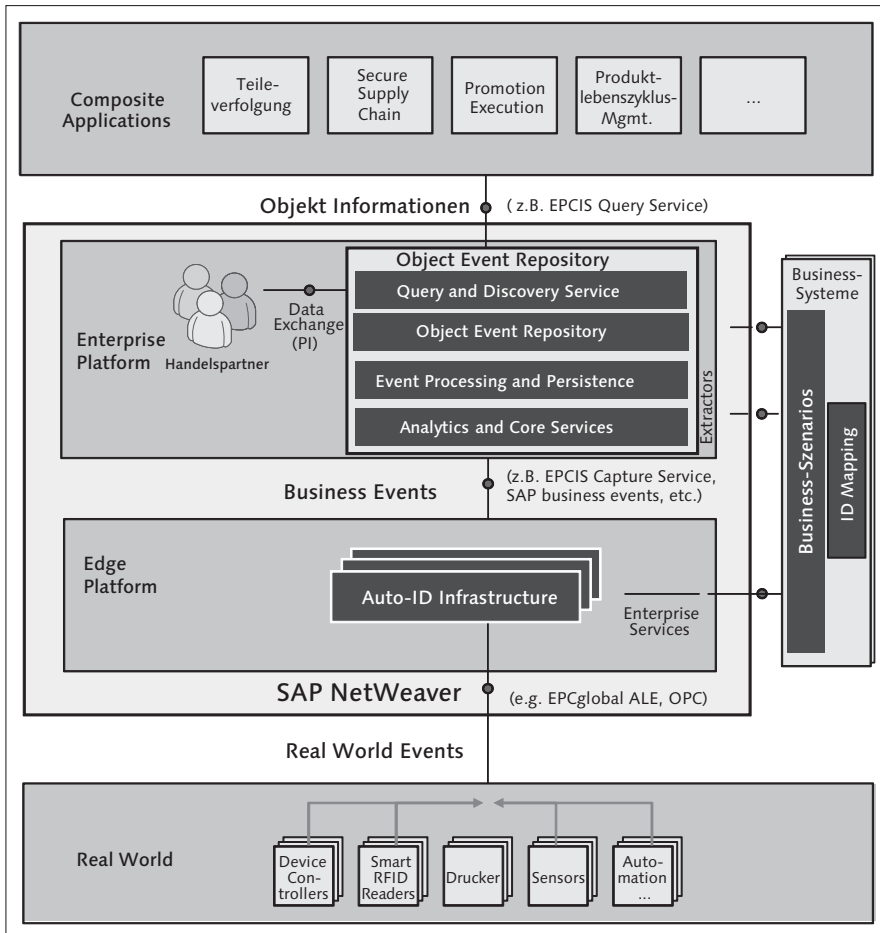 Composite
Applications
Teile-
verfolgung
Secure
Supply
Chain
Promotion
Execution
Produkt-
lebenszyklus-
Mgmt.
...
Objekt Informationen
( z.B. EPCIS Query Service)
Enterprise
Platform
Handelspartner
Data
Exchange
(PI)
Object Event Repository
Query and Discovery Service
Object Event Repository
Event Processing and Persistence
Analytics and Core Services
Extractors
Business-
Systeme
Business-Szenarios
ID Mapping
Business Events
(z.B. EPCIS Capture Service,
SAP business events, etc.)
Edge
Platform
Auto-ID Infrastructure
Enterprise
Services
SAP NetWeaver
(e.g. EPCglobal ALE, OPC)
Real World Events
Real World
Device
Con-
trollers
Smart
RFID
Readers
Drucker
Sensors
Auto-
mation
...